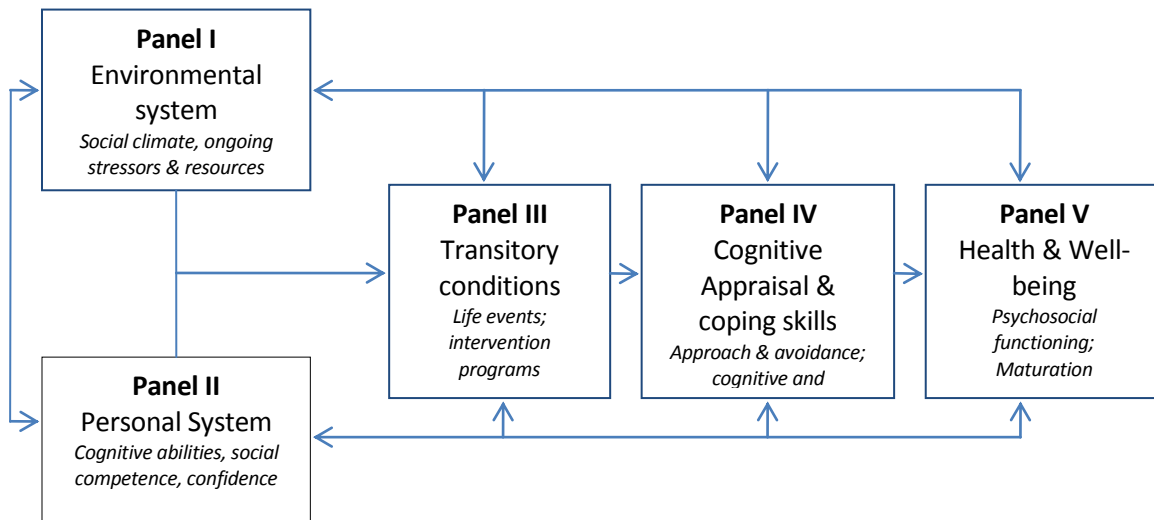 Panel I
Environmental
system
Social climate, ongoing
stressors & resources
Panel II
Personal System
Cognitive abilities, social
competence, confidence
Panel III
Transitory
conditions
Life events;
intervention
programs
Panel IV
Cognitive
Appraisal &
coping skills
Approach & avoidance;
cognitive and
Panel V
Health & Well-
being
Psychosocial
functioning;
Maturation